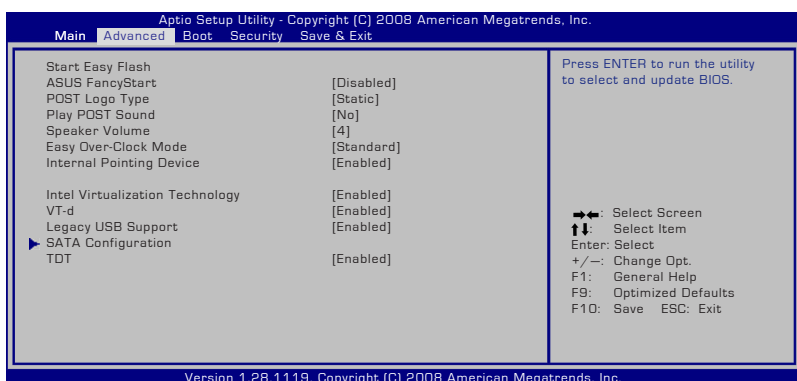 Aptio Setup Utility - Copyright (C) 2008 American Megatrends, Inc.
Main Advanced Boot Security Save & Exit
Start Easy Flash
ASUS FancyStart [Disabled]
POST Logo Type [Static]
Play POST Sound [No]
Speaker Volume [4]
Easy Over-Clock Mode [Standard]
Internal Pointing Device [Enabled]
Intel Virtualization Technology [Enabled]
VT-d [Enabled]
Legacy USB Support [Enabled]
SATA Configuration
TDT [Enabled]
Press ENTER to run the utility
to select and update BIOS.
→←: Select Screen
↑↓: Select Item
Enter: Select
+/—: Change Opt.
F1: General Help
F9: Optimized Defaults
F10: Save ESC: Exit
Version 1.28.1119. Copyright (C) 2008 American Megatrends, Inc.